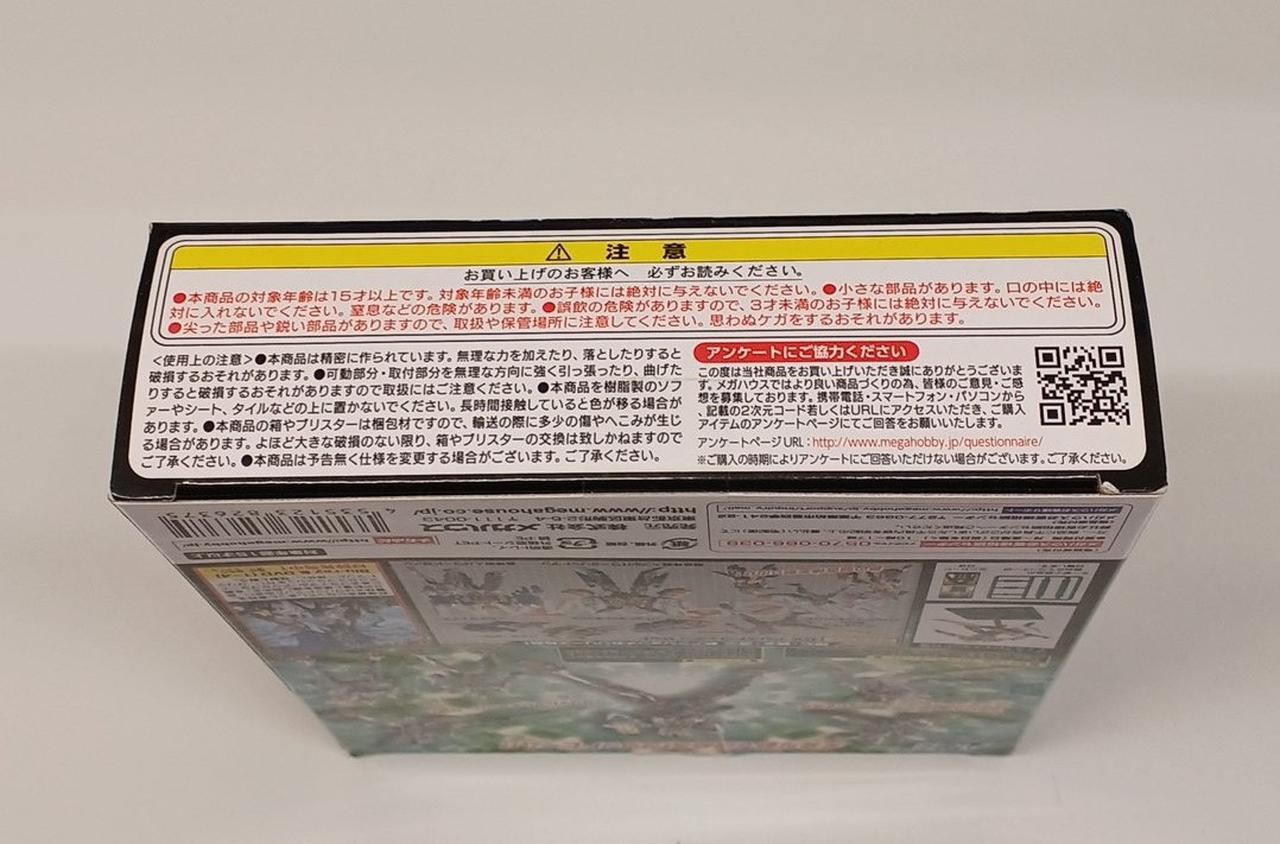 ⚠ 注意
お買い上げのお客様へ 必ずお読みください。
●本商品の対象年齢は15才以上です。対象年齢未満のお子様には絶対に与えないでください。●小さな部品があります。口の中には絶
対に入れないでください。窒息などの危険があります。●誤飲の危険がありますので、3才未満のお子様には絶対に与えないでください。
●尖った部品や鋭い部品がありますので、取扱や保管場所に注意してください。思わぬケガをするおそれがあります。
<使用上の注意>●本商品は精密に作られています。無理な力を加えたり、落としたりすると
破損するおそれがあります。●可動部分・取付部分を無理な方向に強く引っ張ったり、曲げた
りすると破損するおそれがありますので取扱にはご注意ください。●本商品を樹脂製のソフ
ァーやシート、タイルなどの上に置かないでください。長時間接触していると色が移る場合が
あります。●本商品の箱やブリスターは梱包材ですので、輸送の際に多少の傷やへこみが生じ
る場合があります。よほど大きな破損のない限り、箱やブリスターの交換は致しかねますので
ご了承ください。●本商品は予告無く仕様を変更する場合がございます。ご了承ください。
アンケートにご協力ください
この度は当社商品をお買い上げいただき誠にありがとうございま
す。メガハウスではより良い商品づくりの為、皆様のご意見・ご感
想を募集しております。携帯電話・スマートフォン・パソコンから
、記載の2次元コード若しくはURLにアクセスいただき、ご購入
アイテムのアンケートページにてご回答をお願いいたします。
アンケートページURL:http://www.megahobby.jp/questionnaire/
※ご購入の時期によりアンケートにご回答いただけない場合がございます。ご了承ください。
4 535123 826375
発売元 株式会社 メガハウス
〒111-0043
http://www.megahouse.co.jp/
0570-086-039
対象年齢 15才以上